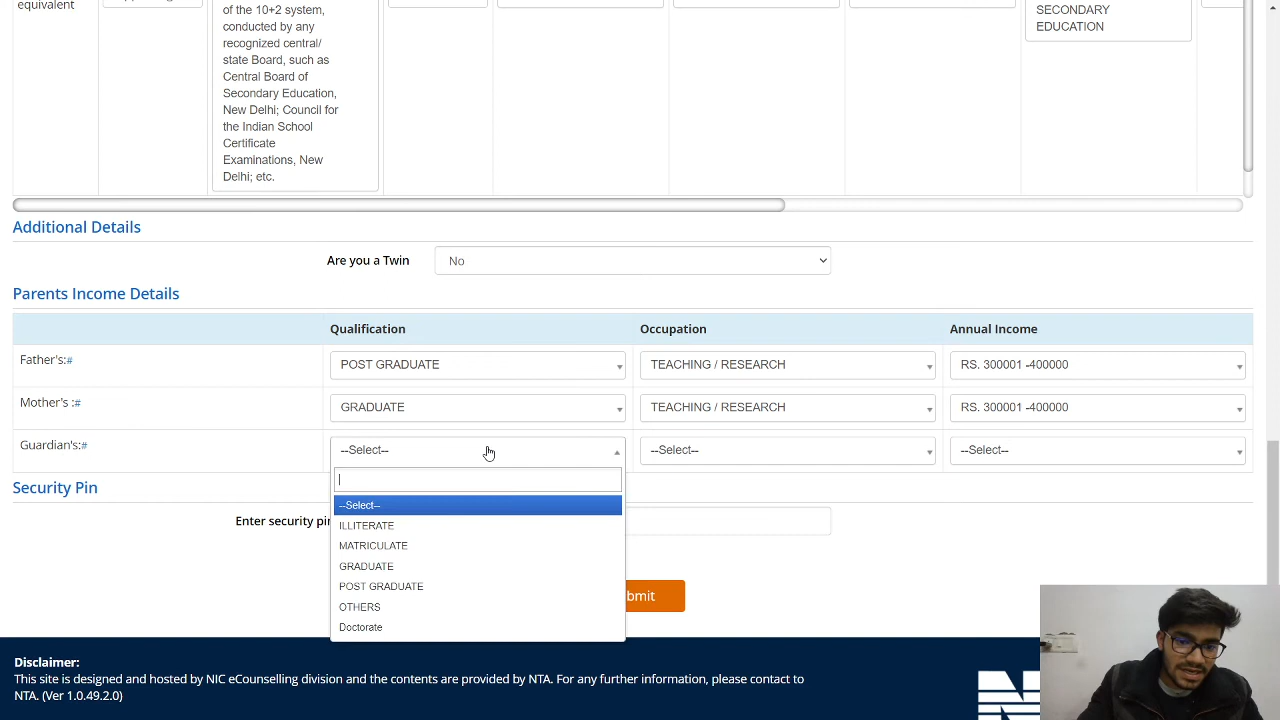 equivalent
of the 10+2 system,
conducted by any
recognized central/
state Board, such as
Central Board of
Secondary Education,
New Delhi; Council for
the Indian School
Certificate
Examinations, New
Delhi; etc.
SECONDARY
EDUCATION
Additional Details
Are you a Twin No
Parents Income Details
Qualification Occupation Annual Income
Father's:# POST GRADUATE TEACHING / RESEARCH RS. 300001 -400000
Mother's :# GRADUATE TEACHING / RESEARCH RS. 300001 -400000
Guardian's:# --Select-- --Select-- --Select--
--Select--
ILLITERATE
MATRICULATE
GRADUATE
POST GRADUATE
OTHERS
Doctorate
Security Pin
Enter security pin
bmit
Disclaimer:
This site is designed and hosted by NIC eCounselling division and the contents are provided by NTA. For any further information, please contact to
NTA. (Ver 1.0.49.2.0)